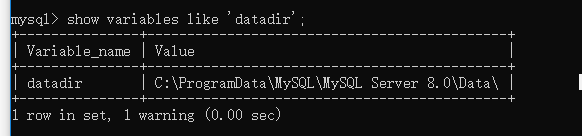 mysql> show variables like 'datadir';
+---------------+---------------------------------------------+
| Variable_name | Value                                       |
+---------------+---------------------------------------------+
| datadir       | C:\ProgramData\MySQL\MySQL Server 8.0\Data\ |
+---------------+---------------------------------------------+
1 row in set, 1 warning (0.00 sec)